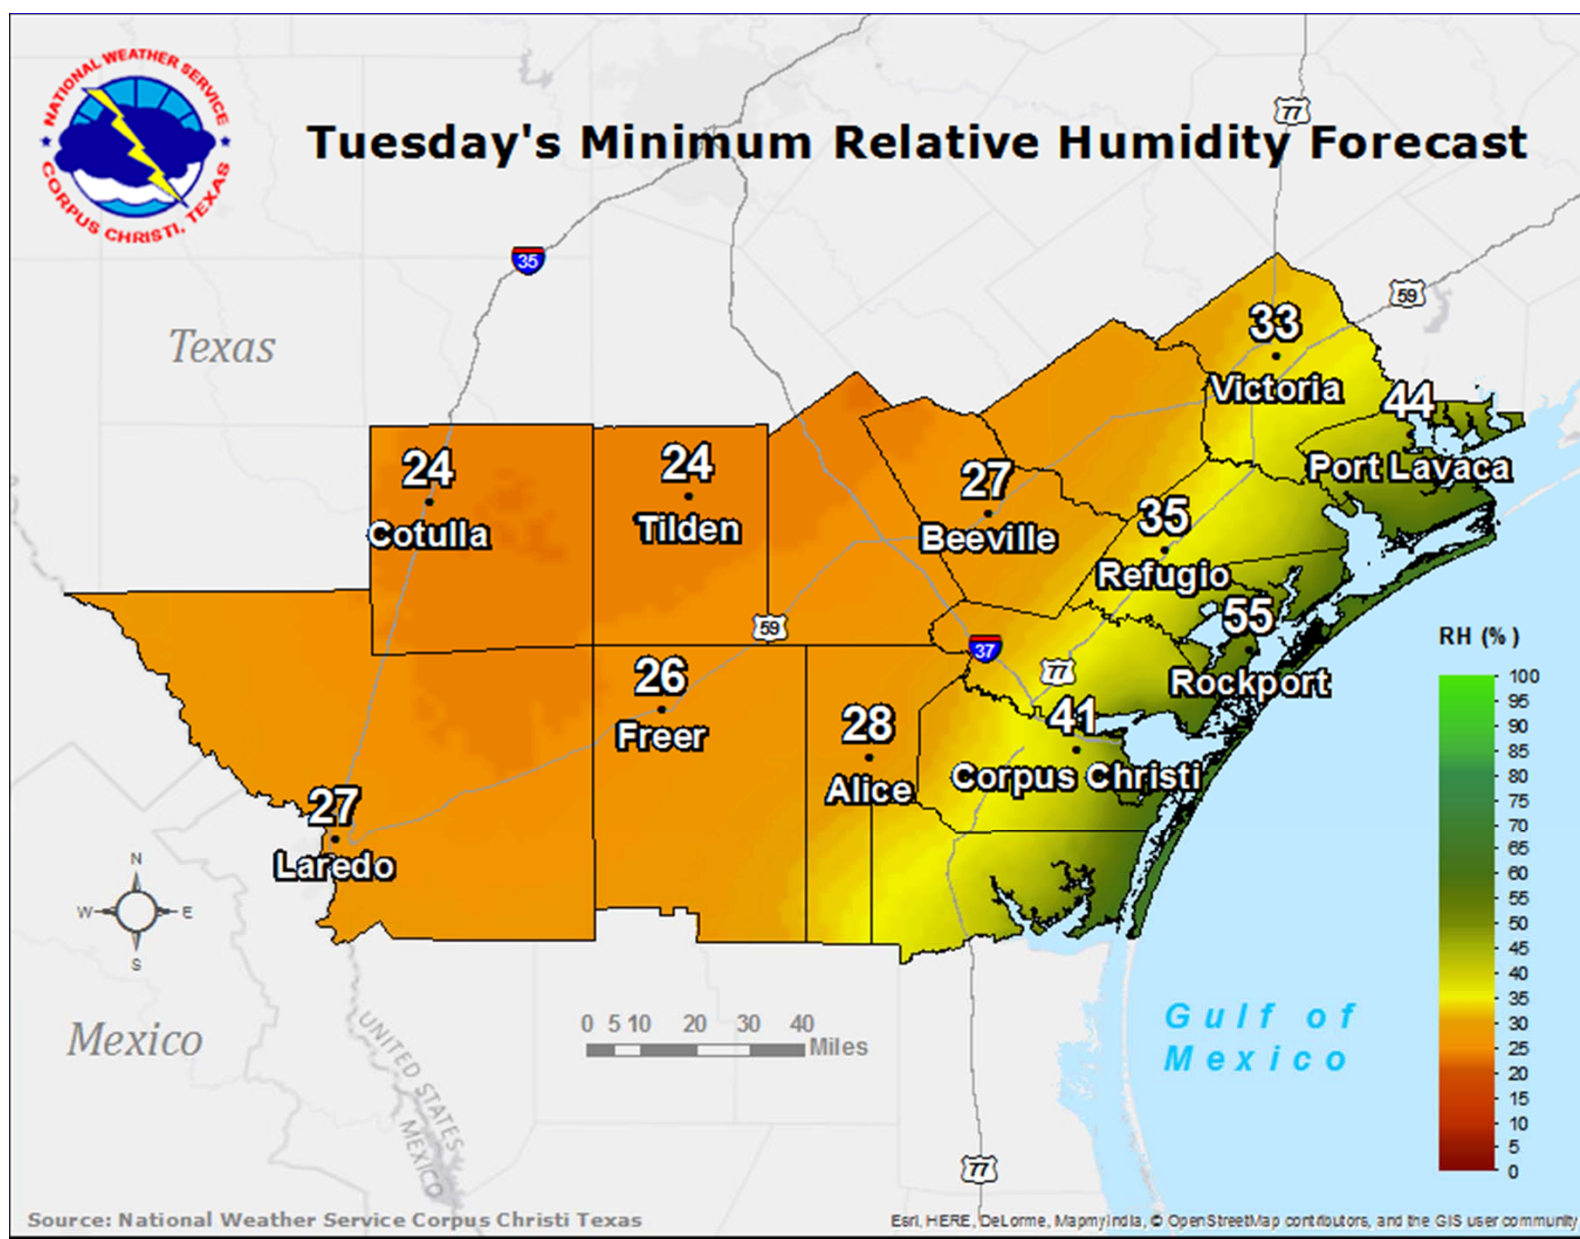 NATIONAL WEATHER SERVICE
CORPUS CHRISTI, TEXAS
Tuesday's Minimum Relative Humidity Forecast
77
35
59
Texas
33
Victoria
44
Port Lavaca
24
Cotulla
24
Tilden
27
Beeville
35
Refugio
55
Rockport
59
37
77
26
Freer
28
Alice
41
Corpus Christi
27
Laredo
RH (%)
100
95
90
85
80
75
70
65
60
55
50
45
40
35
30
25
20
15
10
5
0
N
W E
S
Mexico
UNITED STATES
MEXICO
0 5 10 20 30 40
Miles
Gulf of
Mexico
77
Source: National Weather Service Corpus Christi Texas
Esri, HERE, DeLorme, MapmyIndia, © OpenStreetMap contributors, and the GIS user community